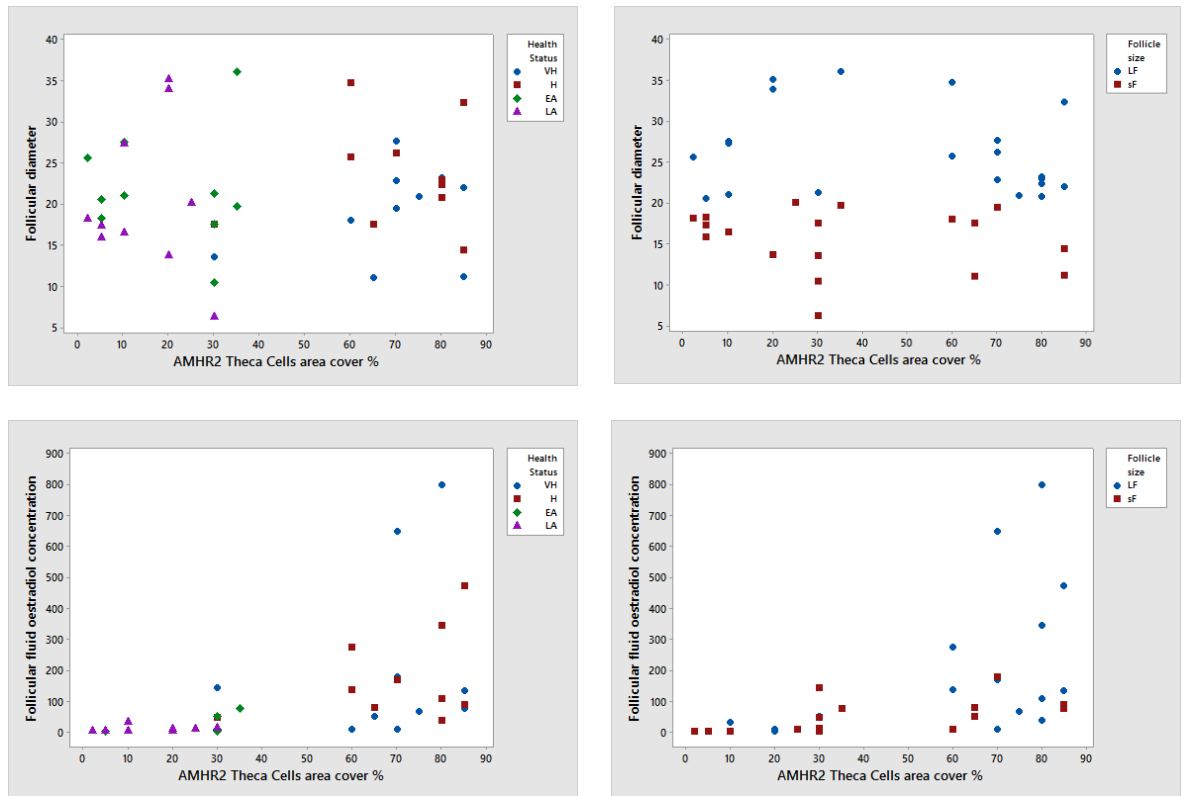 40
35
30
25
20
15
10
5
Follicular diameter
0 10 20 30 40 50 60 70 80 90
AMHR2 Theca Cells area cover %
Health
Status
VH
H
EA
LA
40
35
30
25
20
15
10
5
Follicular diameter
0 10 20 30 40 50 60 70 80 90
AMHR2 Theca Cells area cover %
Follicle
size
LF
sF
900
800
700
600
500
400
300
200
100
0
Follicular fluid oestradiol concentration
0 10 20 30 40 50 60 70 80 90
AMHR2 Theca Cells area cover %
Health
Status
VH
H
EA
LA
900
800
700
600
500
400
300
200
100
0
Follicular fluid oestradiol concentration
0 10 20 30 40 50 60 70 80 90
AMHR2 Theca Cells area cover %
Follicle
size
LF
sF